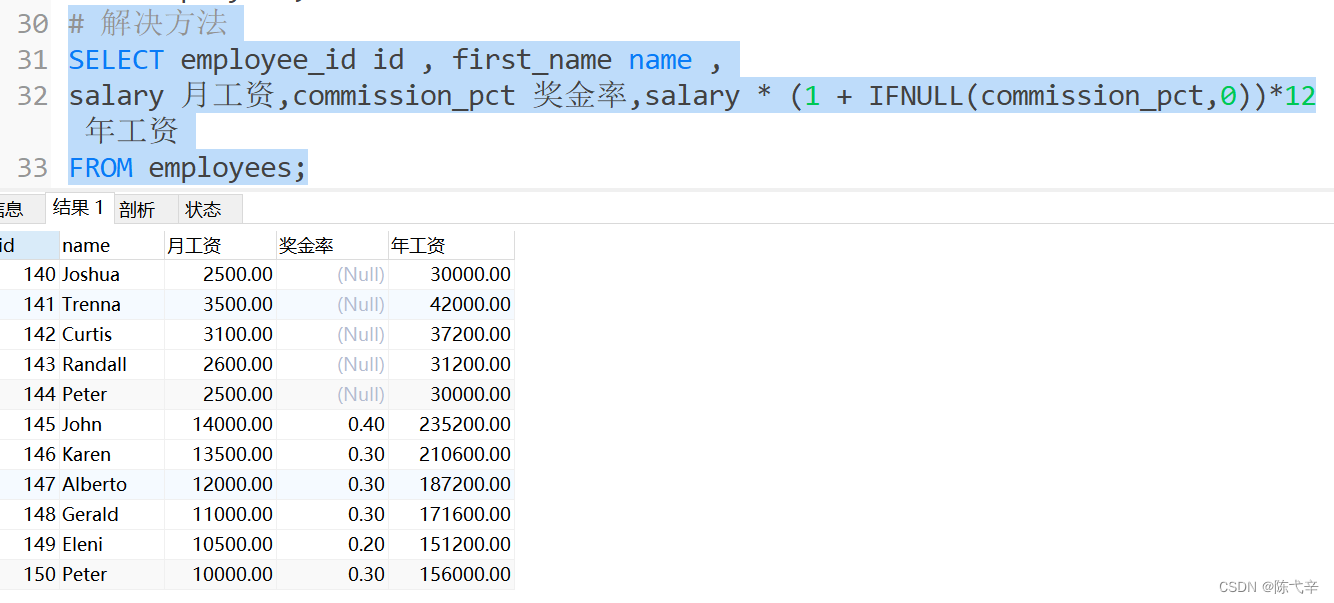 30 # 解决方法
31 SELECT employee_id id , first_name name ,
32 salary 月工资,commission_pct 奖金率,salary * (1 + IFNULL(commission_pct,0))*12
年工资
33 FROM employees;
信息 结果 1 剖析 状态
id name 月工资 奖金率 年工资
140 Joshua 2500.00 (Null) 30000.00
141 Trenna 3500.00 (Null) 42000.00
142 Curtis 3100.00 (Null) 37200.00
143 Randall 2600.00 (Null) 31200.00
144 Peter 2500.00 (Null) 30000.00
145 John 14000.00 0.40 235200.00
146 Karen 13500.00 0.30 210600.00
147 Alberto 12000.00 0.30 187200.00
148 Gerald 11000.00 0.30 171600.00
149 Eleni 10500.00 0.20 151200.00
150 Peter 10000.00 0.30 156000.00
CSDN @陈弋辛